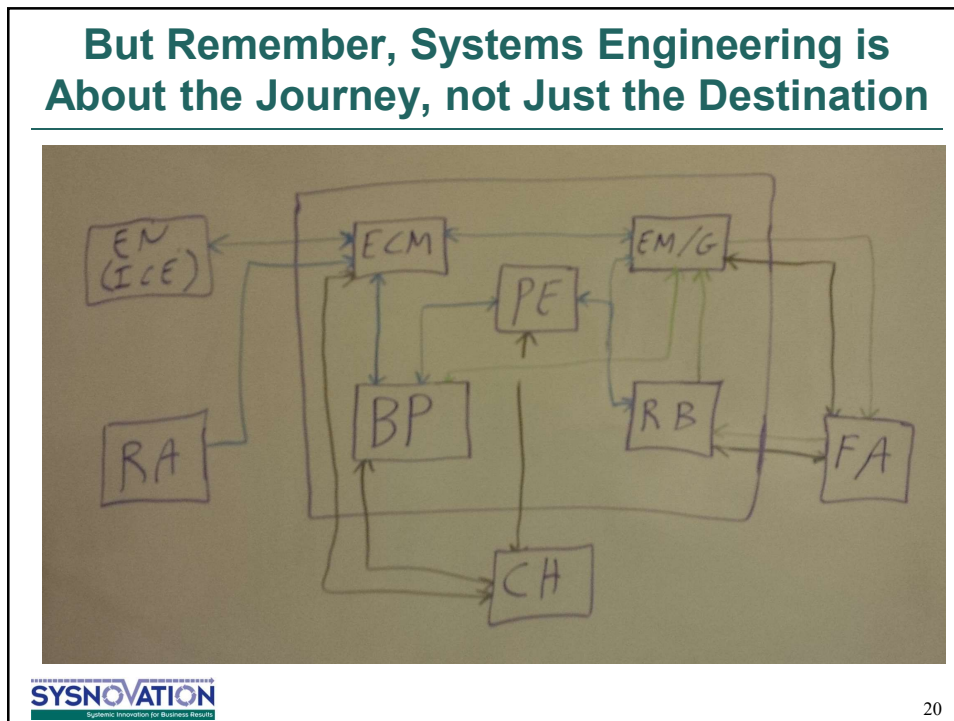 But Remember, Systems Engineering is
About the Journey, not Just the Destination
EN
(ICE)
ECM
EM/G
PE
BP
RB
RA
FA
CH
SYSNOVATION
Systemic Innovation for Business Results
20